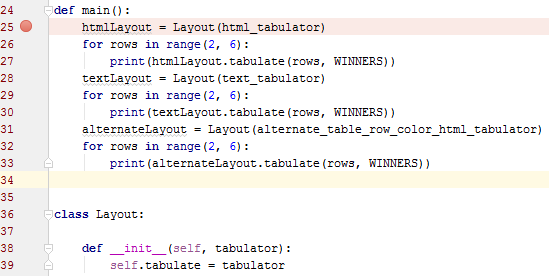 24 def main():
25 htmlLayout = Layout(html_tabulator)
26 for rows in range(2, 6):
27 print(htmlLayout.tabulate(rows, WINNERS))
28 textLayout = Layout(text_tabulator)
29 for rows in range(2, 6):
30 print(textLayout.tabulate(rows, WINNERS))
31 alternateLayout = Layout(alternate_table_row_color_html_tabulator)
32 for rows in range(2, 6):
33 print(alternateLayout.tabulate(rows, WINNERS))
34
35
36 class Layout:
37
38 def __init__(self, tabulator):
39 self.tabulate = tabulator